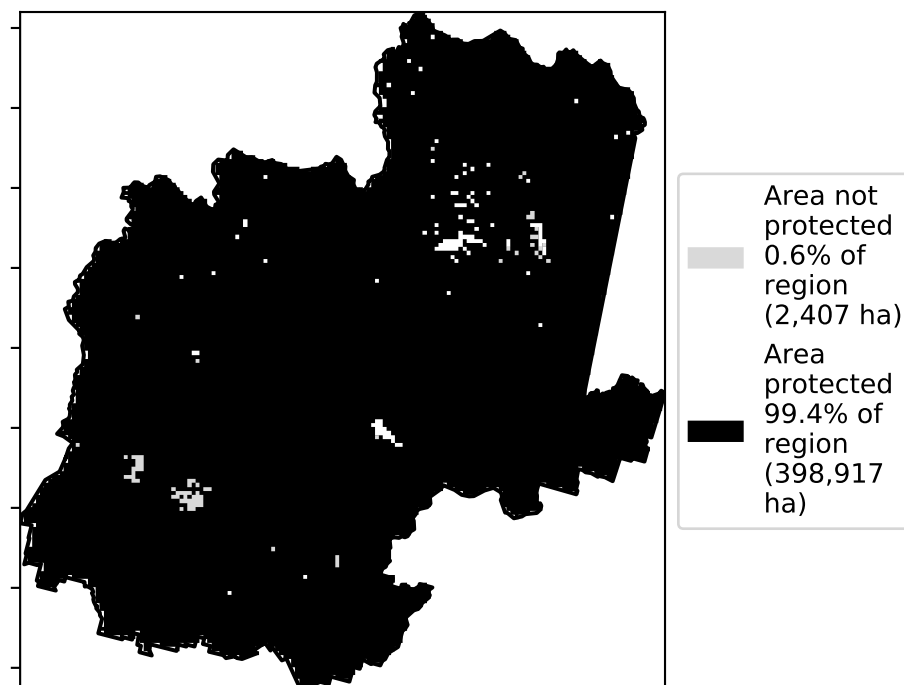 Area not
protected
0.6% of
region
(2,407 ha)
Area
protected
99.4% of
region
(398,917
ha)